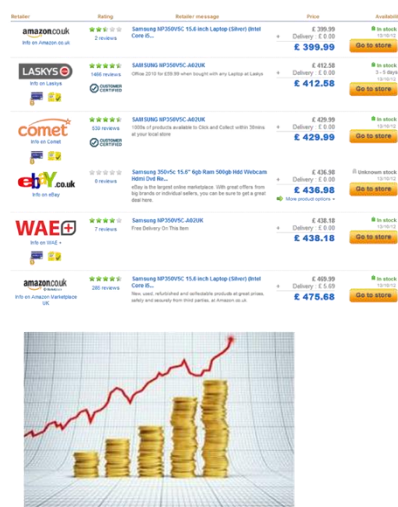 Retailer Rating Retailer message Price Availabili
amazon.co.uk
Info on Amazon.co.uk
2 reviews
Samsung NP350V5C 15.6 inch Laptop (Silver) (Intel
Core i5...
£ 399.99
+ Delivery : £ 0.00
£ 399.99
In stock
Go to store
LASKYS
Info on Laskys
1468 reviews
CUSTOMER
CERTIFIED
SAMSUNG NP350V5C-A02UK
Office 2010 for £59.99 when bought with any Laptop at Laskys
£ 412.58
+ Delivery : £ 0.00
£ 412.58
In stock
3 - 5 days
Go to store
comet
Info on Comet
CUSTOMER
CERTIFIED
SAMSUNG NP350V5C-A02UK
1000s of products available to Click and Collect within 30mins
at your local store
£ 429.99
+ Delivery : £ 0.00
£ 429.99
In stock
Go to store
ebY.co.uk
Info on eBay
Samsung 350v5c 15.6" 6gb Ram 500gb Hdd Webcam
Hdmi Dvd Re...
eBay is the largest online marketplace. With great offers from
big brands or individual sellers, you can be sure to get a great
deal here.
£ 436.98
+ Delivery : £ 0.00
£ 436.98
More product options
Unknown stock
Go to store
WAE+
Info on WAE +
7 reviews
Samsung NP350V5C-A02UK
Free Delivery On This Item
£ 438.18
+ Delivery : £ 0.00
£ 438.18
In stock
Go to store
amazon.co.uk
Info on Amazon Marketplace
UK
Samsung NP350V5C 15.6 inch Laptop (Silver) (Intel
Core i5...
New, used, refurbished and collectable products at great prices,
safely and securely from third parties, at Amazon.co.uk.
£ 469.99
+ Delivery : £ 5.69
£ 475.68
In stock
Go to store